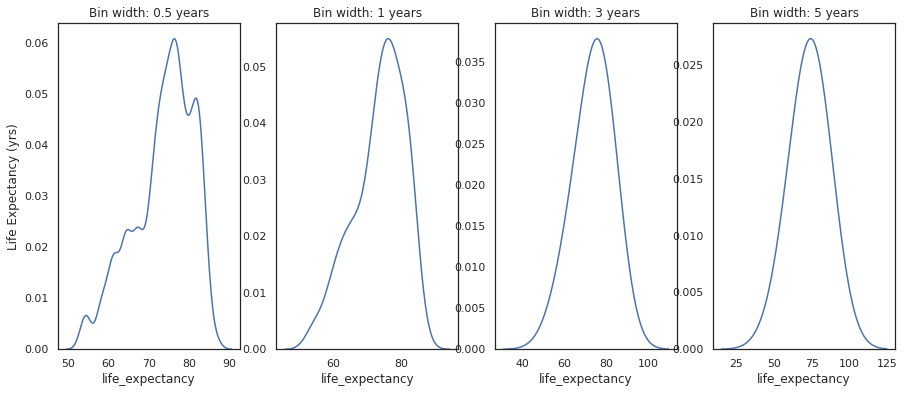 Bin width: 0.5 years
Life Expectancy (yrs)
0.06
0.05
0.04
0.03
0.02
0.01
0.00
50 60 70 80 90
life_expectancy
Bin width: 1 years
0.05
0.04
0.03
0.02
0.01
0.00
60 80
life_expectancy
Bin width: 3 years
0.035
0.030
0.025
0.020
0.015
0.010
0.005
0.000
40 60 80 100
life_expectancy
Bin width: 5 years
0.025
0.020
0.015
0.010
0.005
0.000
25 50 75 100 125
life_expectancy